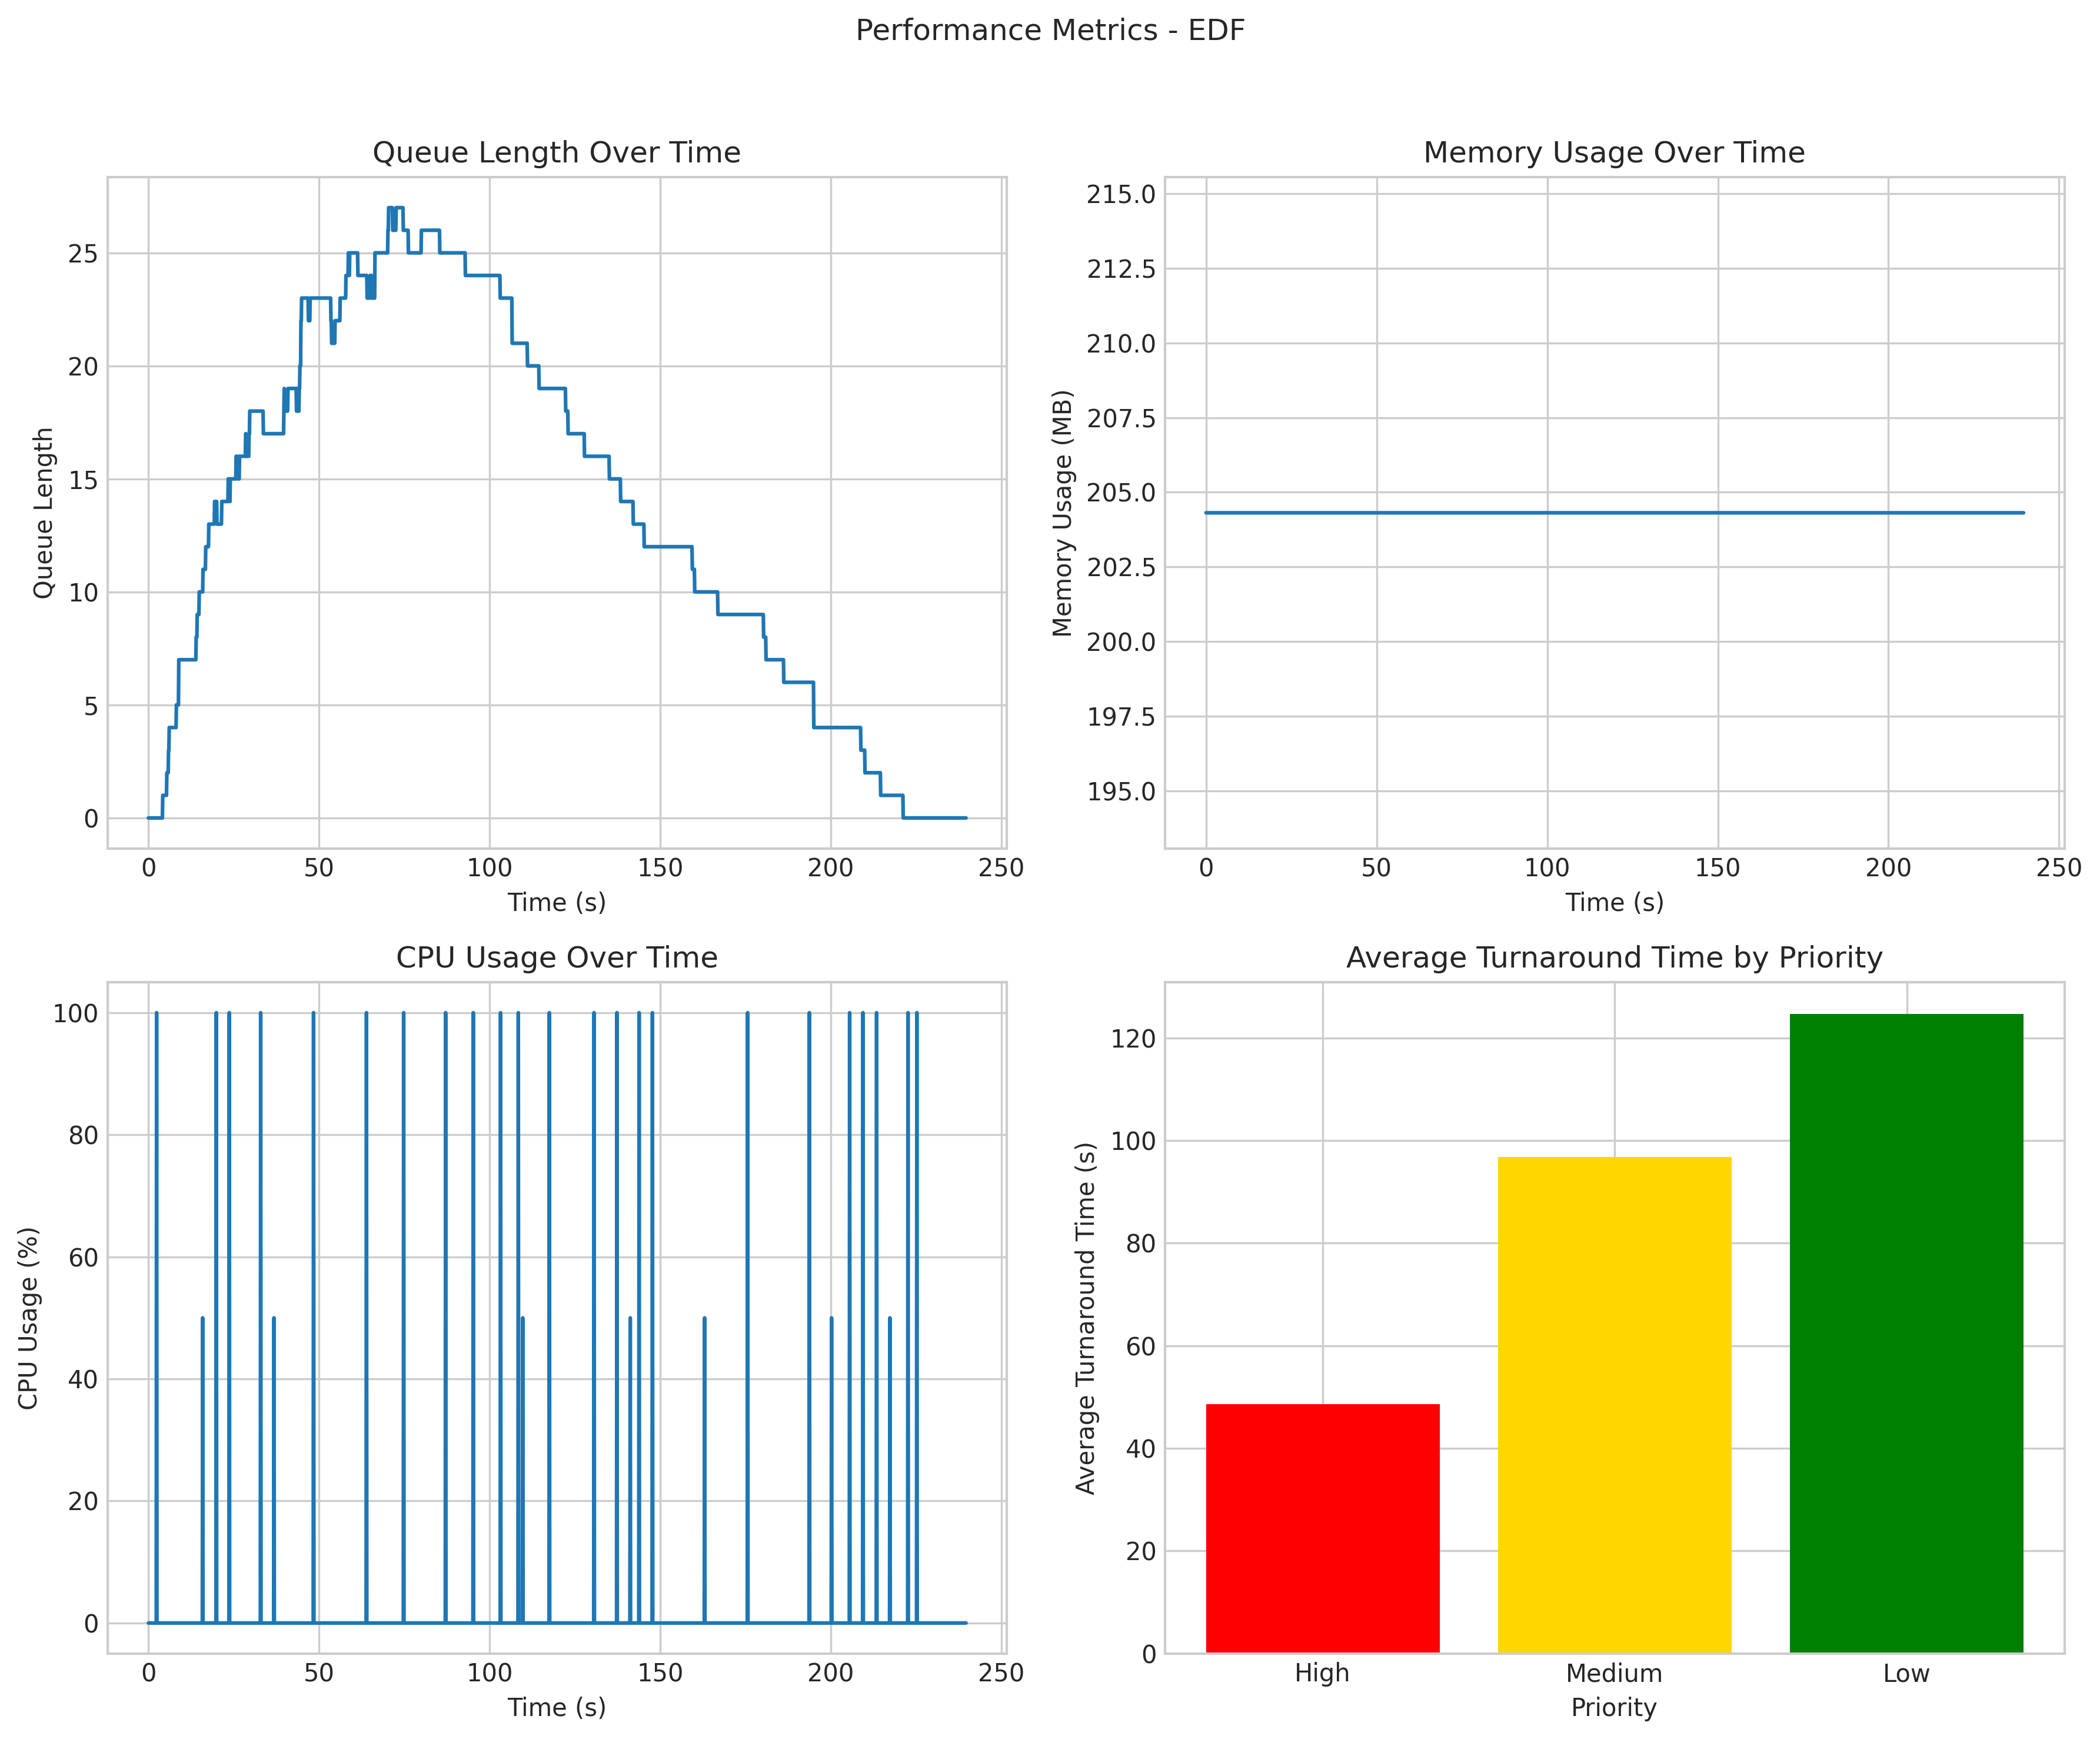 Performance Metrics - EDF
Queue Length Over Time
Queue Length
25
20
15
10
5
0
0 50 100 150 200 250
Time (s)
Memory Usage Over Time
Memory Usage (MB)
215.0
212.5
210.0
207.5
205.0
202.5
200.0
197.5
195.0
0 50 100 150 200 250
Time (s)
CPU Usage Over Time
CPU Usage (%)
100
80
60
40
20
0
0 50 100 150 200 250
Time (s)
Average Turnaround Time by Priority
Average Turnaround Time (s)
120
100
80
60
40
20
0
High Medium Low
Priority